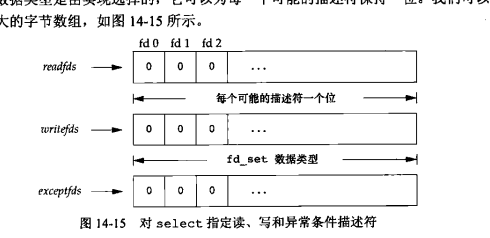 数据类型是由实现选择的，它可以为每一个可能的描述符保持一位。我们可以
大的字节数组，如图 14-15 所示。
fd 0 fd 1 fd 2
readfds 0 0 0 ...
每个可能的描述符一个位
writefds 0 0 0 ...
fd_set 数据类型
exceptfds 0 0 0 ...
图 14-15 对 select 指定读、写和异常条件描述符